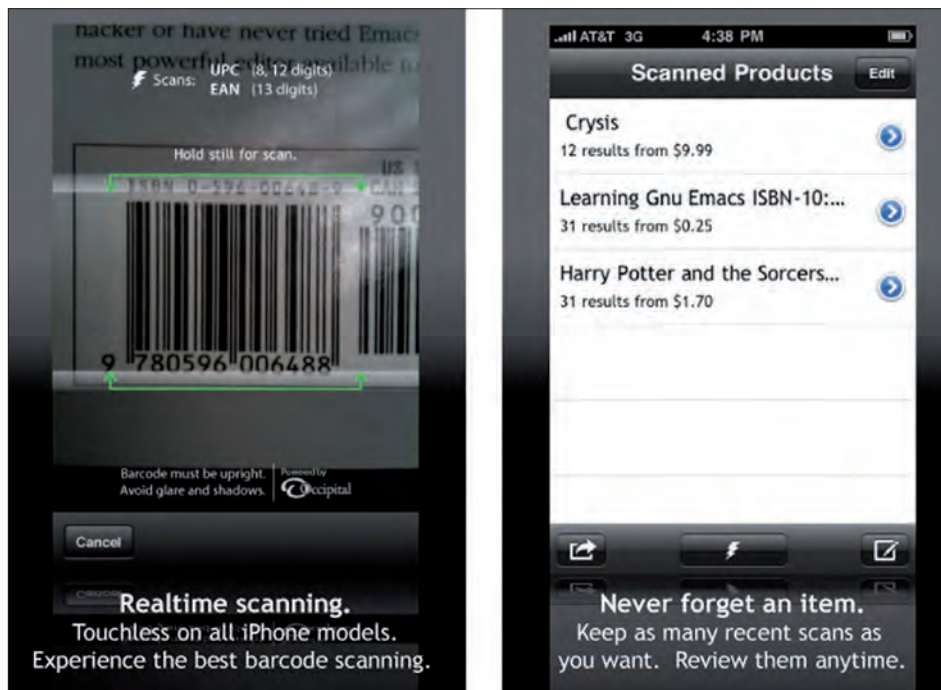 hacker or have never tried Emacs
most powerful editor available
Scans: UPC (8, 12 digits)
EAN (13 digits)
Hold still for scan.
ISBN 0-596-00648-9
US
CAN
900
9 780596 006488
Barcode must be upright.
Avoid glare and shadows.
Powered by
Occipital
Cancel
Realtime scanning.
Touchless on all iPhone models.
Experience the best barcode scanning.
AT&T 3G 4:38 PM
Scanned Products Edit
Crysis
12 results from $9.99
Learning Gnu Emacs ISBN-10:...
31 results from $0.25
Harry Potter and the Sorcers...
31 results from $1.70
Never forget an item.
Keep as many recent scans as
you want. Review them anytime.